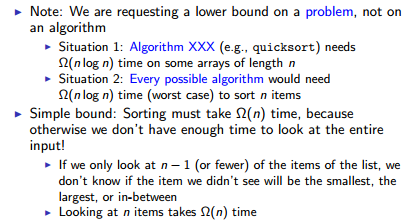 ► Note: We are requesting a lower bound on a problem, not on
an algorithm
► Situation 1: Algorithm XXX (e.g., quicksort) needs
Ω(n log n) time on some arrays of length n
► Situation 2: Every possible algorithm would need
Ω(n log n) time (worst case) to sort n items
► Simple bound: Sorting must take Ω(n) time, because
otherwise we don't have enough time to look at the entire
input!
► If we only look at n − 1 (or fewer) of the items of the list, we
don't know if the item we didn't see will be the smallest, the
largest, or in-between
► Looking at n items takes Ω(n) time